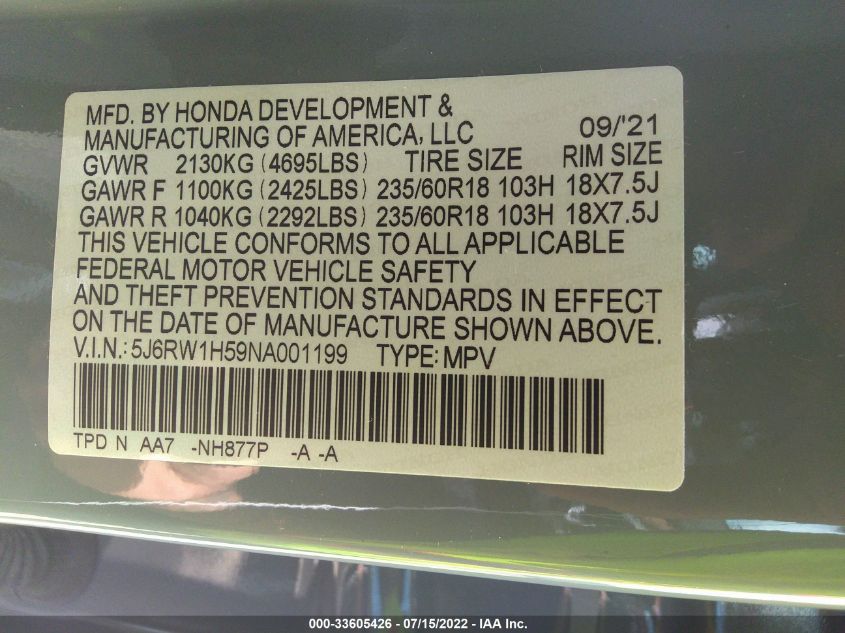 MFD. BY HONDA DEVELOPMENT &
MANUFACTURING OF AMERICA, LLC 09/'21
GVWR 2130KG (4695LBS) TIRE SIZE RIM SIZE
GAWR F 1100KG (2425LBS) 235/60R18 103H 18X7.5J
GAWR R 1040KG (2292LBS) 235/60R18 103H 18X7.5J
THIS VEHICLE CONFORMS TO ALL APPLICABLE
FEDERAL MOTOR VEHICLE SAFETY
AND THEFT PREVENTION STANDARDS IN EFFECT
ON THE DATE OF MANUFACTURE SHOWN ABOVE.
V.I.N.: 5J6RW1H59NA001199 TYPE: MPV
TPD N AA7 -NH877P -A -A
000-33605426 - 07/15/2022 - IAA Inc.